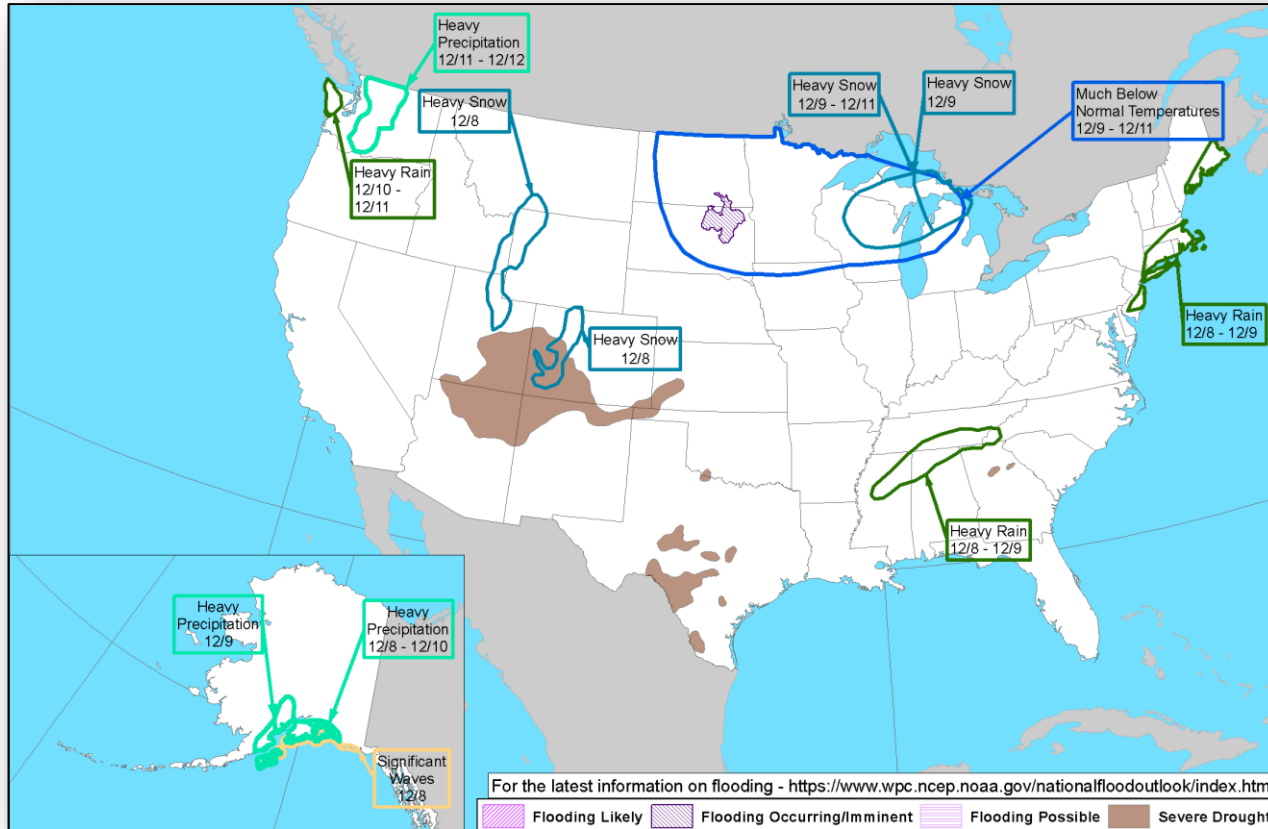 Heavy
Precipitation
12/11 - 12/12
Heavy Snow
12/8
Heavy Snow
12/9 - 12/11
Heavy Snow
12/9
Much Below
Normal Temperatures
12/9 - 12/11
Heavy Rain
12/10 -
12/11
Heavy Rain
12/8 - 12/9
Heavy Snow
12/8
Heavy Rain
12/8 - 12/9
Heavy
Precipitation
12/9
Heavy
Precipitation
12/8 - 12/10
Significant
Waves
12/8
For the latest information on flooding - https://www.wpc.ncep.noaa.gov/nationalfloodoutlook/index.htm
Flooding Likely
Flooding Occurring/Imminent
Flooding Possible
Severe Drought